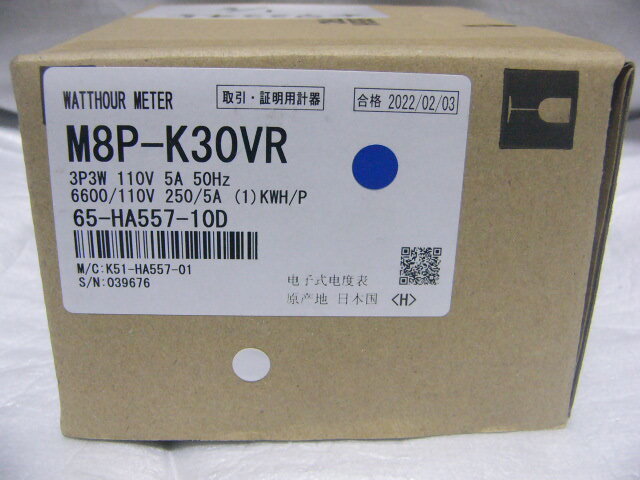 WATTHOUR METER
取引・証明用計器
合格 2022/02/03
M8P-K30VR
3P3W 110V 5A 50Hz
6600/110V 250/5A (1)KWH/P
65-HA557-10D
M/C:K51-HA557-01
S/N:039676
电子式电度表
原产地 日本国 <H>